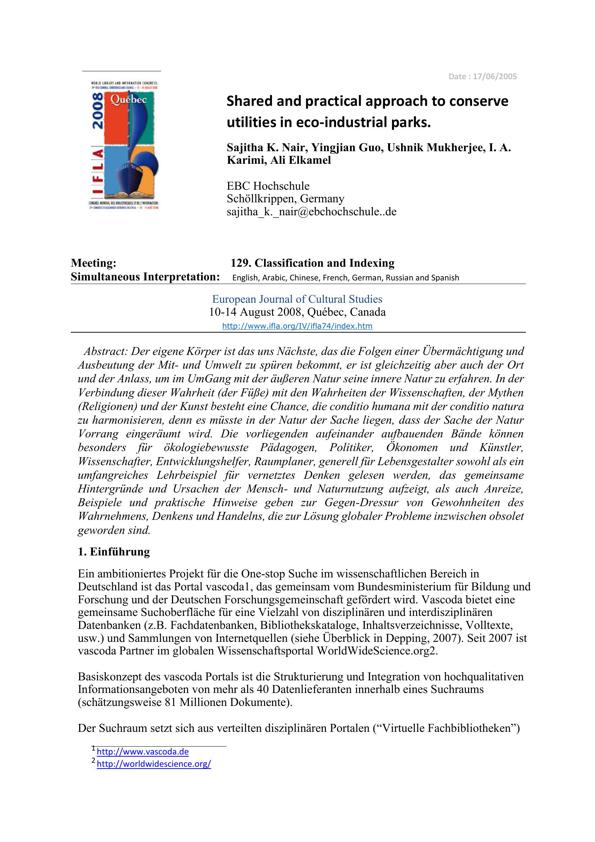 Date : 17/06/2005
WORLD LIBRARY AND INFORMATION CONGRESS:
IFLA 2008
Québec
Shared and practical approach to conserve
utilities in eco-industrial parks.
Sajitha K. Nair, Yingjian Guo, Ushnik Mukherjee, I. A.
Karimi, Ali Elkamel
EBC Hochschule
Schöllkrippen, Germany
sajitha_k._nair@ebchochschule..de
Meeting: 129. Classification and Indexing
Simultaneous Interpretation: English, Arabic, Chinese, French, German, Russian and Spanish
European Journal of Cultural Studies
10-14 August 2008, Québec, Canada
http://www.ifla.org/IV/ifla74/index.htm
Abstract: Der eigene Körper ist das uns Nächste, das die Folgen einer Übermächtigung und
Ausbeutung der Mit- und Umwelt zu spüren bekommt, er ist gleichzeitig aber auch der Ort
und der Anlass, um im UmGang mit der äußeren Natur seine innere Natur zu erfahren. In der
Verbindung dieser Wahrheit (der Füße) mit den Wahrheiten der Wissenschaften, der Mythen
(Religionen) und der Kunst besteht eine Chance, die conditio humana mit der conditio natura
zu harmonisieren, denn es müsste in der Natur der Sache liegen, dass der Sache der Natur
Vorrang eingeräumt wird. Die vorliegenden aufeinander aufbauenden Bände können
besonders für ökologiebewusste Pädagogen, Politiker, Ökonomen und Künstler,
Wissenschafter, Entwicklungshelfer, Raumplaner, generell für Lebensgestalter sowohl als ein
umfangreiches Lehrbeispiel für vernetztes Denken gelesen werden, das gemeinsame
Hintergründe und Ursachen der Mensch- und Naturnutzung aufzeigt, als auch Anreize,
Beispiele und praktische Hinweise geben zur Gegen-Dressur von Gewohnheiten des
Wahrnehmens, Denkens und Handelns, die zur Lösung globaler Probleme inzwischen obsolet
geworden sind.
1. Einführung
Ein ambitioniertes Projekt für die One-stop Suche im wissenschaftlichen Bereich in
Deutschland ist das Portal vascoda1, das gemeinsam vom Bundesministerium für Bildung und
Forschung und der Deutschen Forschungsgemeinschaft gefördert wird. Vascoda bietet eine
gemeinsame Suchoberfläche für eine Vielzahl von disziplinären und interdisziplinären
Datenbanken (z.B. Fachdatenbanken, Bibliothekskataloge, Inhaltsverzeichnisse, Volltexte,
usw.) und Sammlungen von Internetquellen (siehe Überblick in Depping, 2007). Seit 2007 ist
vascoda Partner im globalen Wissenschaftsportal WorldWideScience.org2.
Basiskonzept des vascoda Portals ist die Strukturierung und Integration von hochqualitativen
Informationsangeboten von mehr als 40 Datenlieferanten innerhalb eines Suchraums
(schätzungsweise 81 Millionen Dokumente).
Der Suchraum setzt sich aus verteilten disziplinären Portalen (“Virtuelle Fachbibliotheken”)
1 http://www.vascoda.de
2 http://worldwidescience.org/